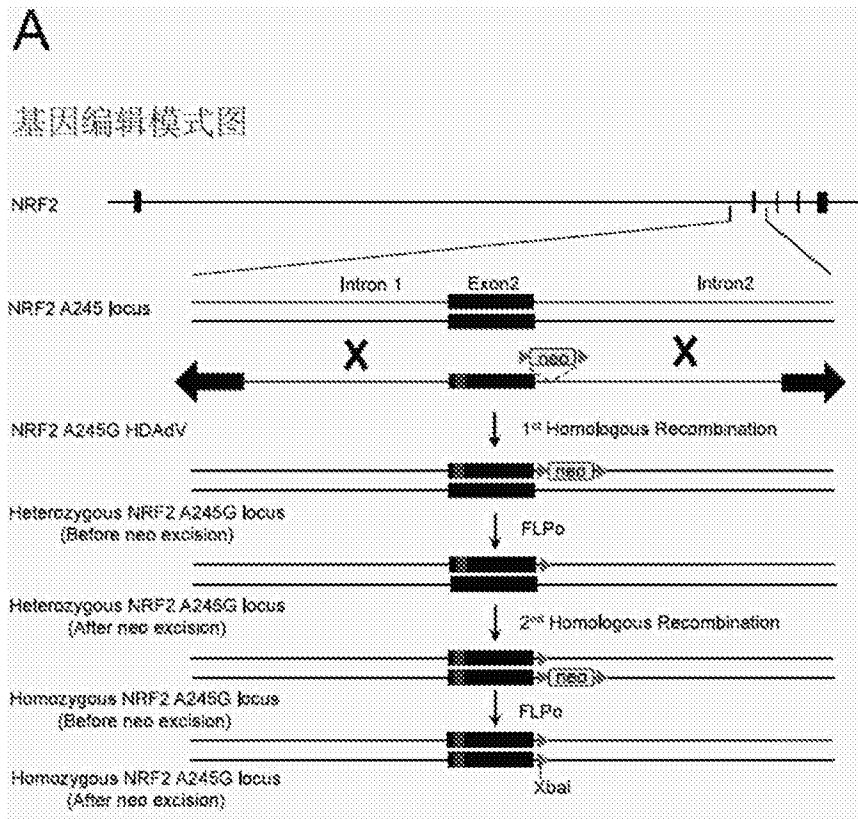 A
基因编辑模式图
NRF2
Intron 1
Exon2
Intron2
NRF2 A245 locus
X
X
neo
NRF2 A245G HDAdV
1st Homologous Recombination
neo
Heterozygous NRF2 A245G locus
(Before neo excision)
FLPo
Heterozygous NRF2 A245G locus
(After neo excision)
2nd Homologous Recombination
neo
Homozygous NRF2 A245G locus
(Before neo excision)
FLPo
Homozygous NRF2 A245G locus
(After neo excision)
XbaI